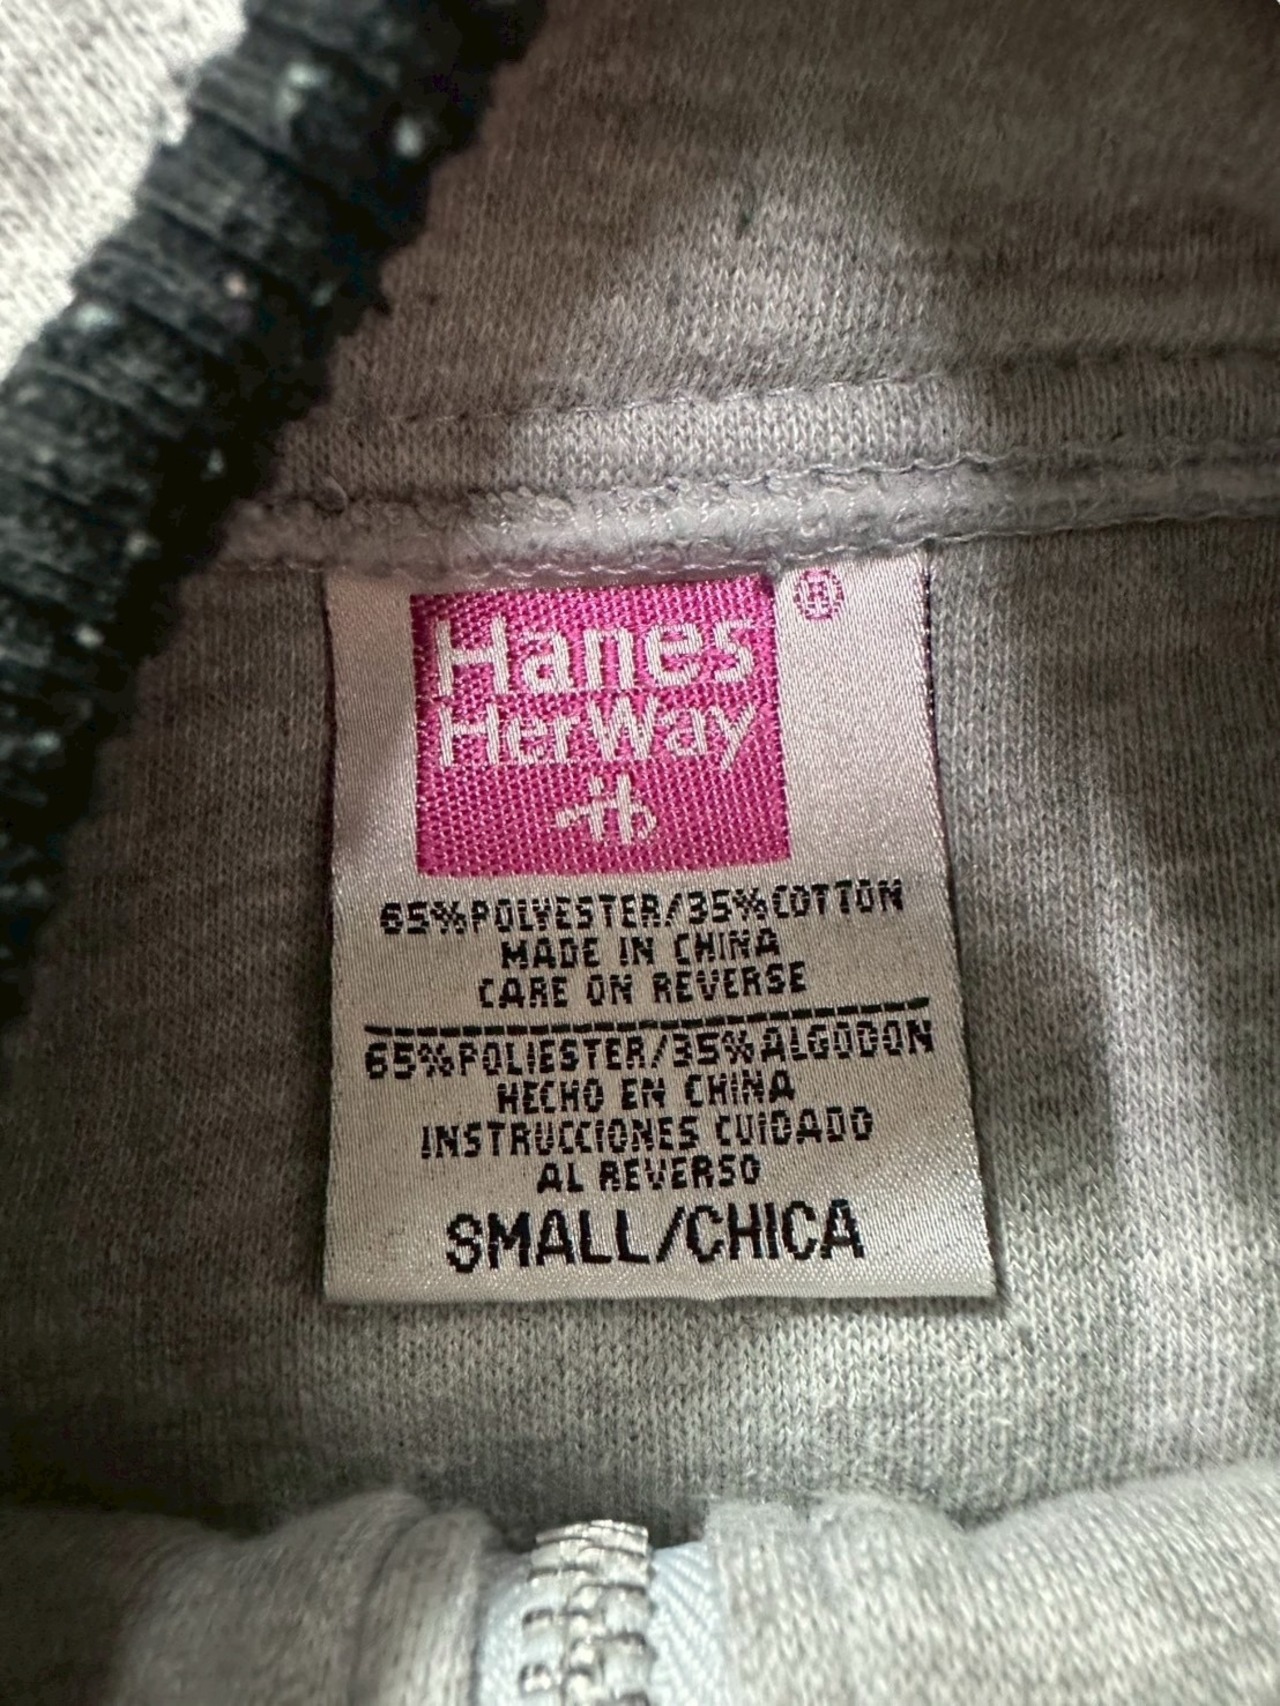 Hanes ®
HerWay
65%POLYESTER/35%COTTON
MADE IN CHINA
CARE ON REVERSE
65%POLIESTER/35%ALGODON
HECHO EN CHINA
INSTRUCCIONES CUIDADO
AL REVERSO
SMALL/CHICA